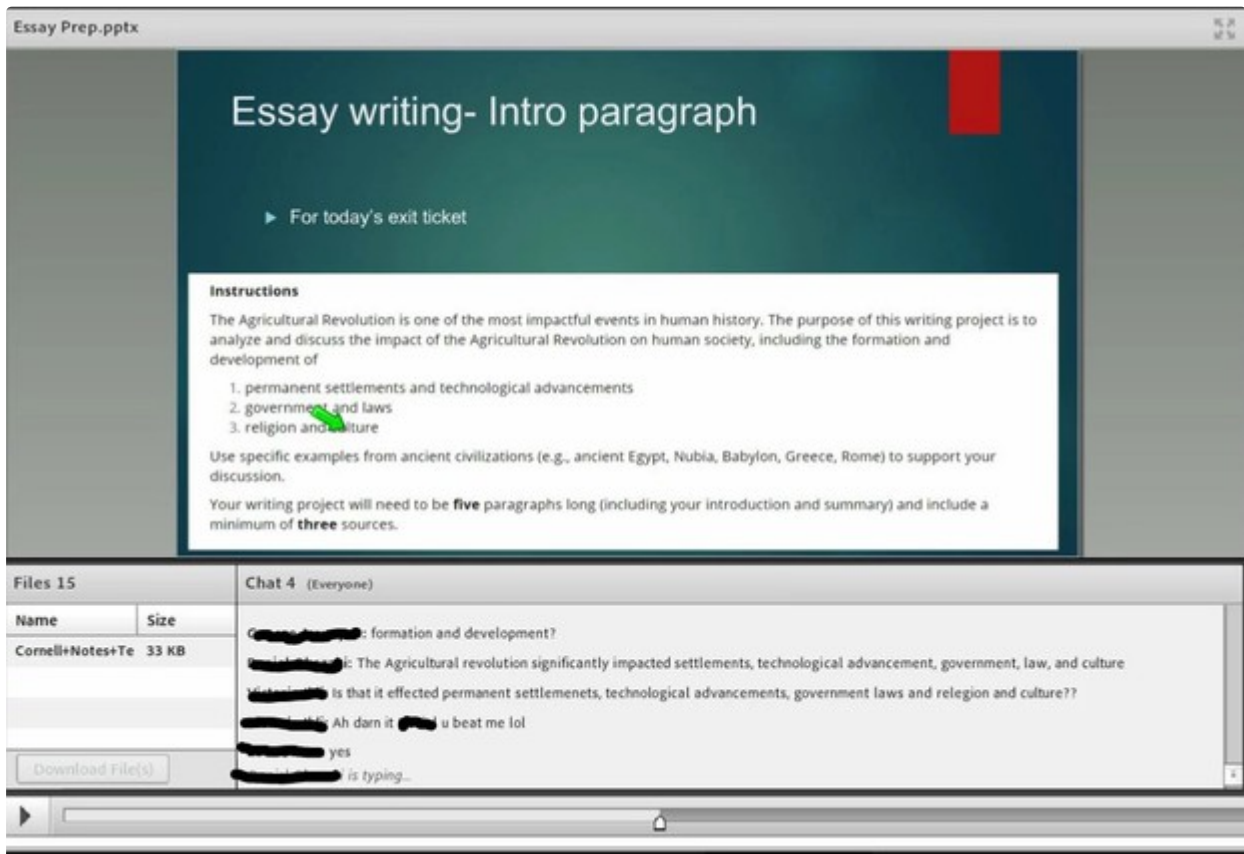 Essay Prep.pptx
Essay writing- Intro paragraph
For today's exit ticket
Instructions
The Agricultural Revolution is one of the most impactful events in human history. The purpose of this writing project is to
analyze and discuss the impact of the Agricultural Revolution on human society, including the formation and
development of
1. permanent settlements and technological advancements
2. government and laws
3. religion and culture
Use specific examples from ancient civilizations (e.g., ancient Egypt, Nubia, Babylon, Greece, Rome) to support your
discussion.
Your writing project will need to be five paragraphs long (including your introduction and summary) and include a
minimum of three sources.
Files 15
Name Size
Cornell+Notes+Te 33 KB
Download File(s)
Chat 4 (Everyone)
: formation and development?
: The Agricultural revolution significantly impacted settlements, technological advancement, government, law, and culture
Is that it effected permanent settlemenets, technological advancements, government laws and relegion and culture??
Ah darn it u beat me lol
yes
is typing...